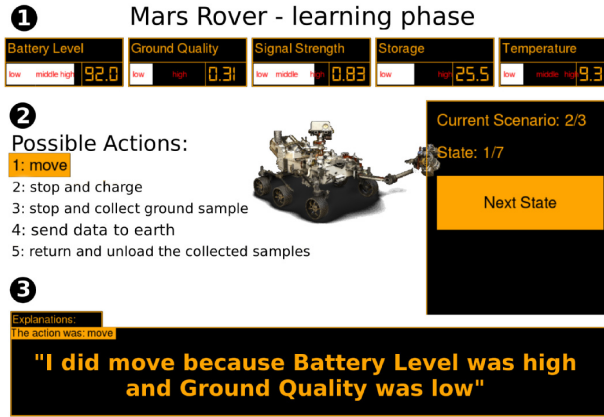 1 Mars Rover - learning phase
Battery Level Ground Quality Signal Strength Storage Temperature
low middle high 92.0 low high 0.31 low middle high 0.83 low high 25.5 low middle high 9.3
2
Possible Actions:
1: move
2: stop and charge
3: stop and collect ground sample
4: send data to earth
5: return and unload the collected samples
Current Scenario: 2/3
State: 1/7
Next State
3
Explanations:
The action was: move
"I did move because Battery Level was high
and Ground Quality was low"